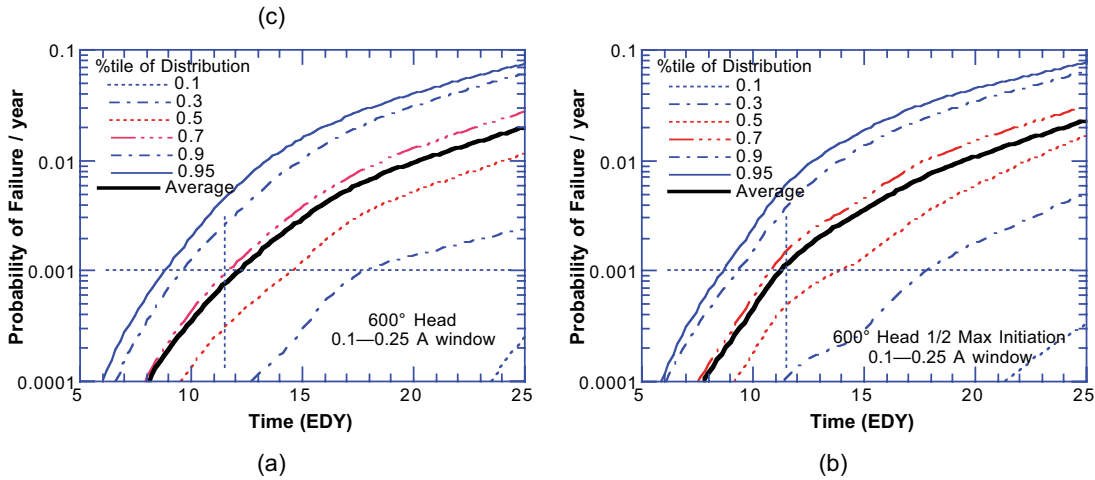 (c)
0.1
0.01
0.001
0.0001
Probability of Failure / year
%tile of Distribution
0.1
0.3
0.5
0.7
0.9
0.95
Average
600° Head
0.1—0.25 A window
5
10
15
20
25
Time (EDY)
(a)
0.1
0.01
0.001
0.0001
Probability of Failure / year
%tile of Distribution
0.1
0.3
0.5
0.7
0.9
0.95
Average
600° Head 1/2 Max Initiation
0.1—0.25 A window
5
10
15
20
25
Time (EDY)
(b)